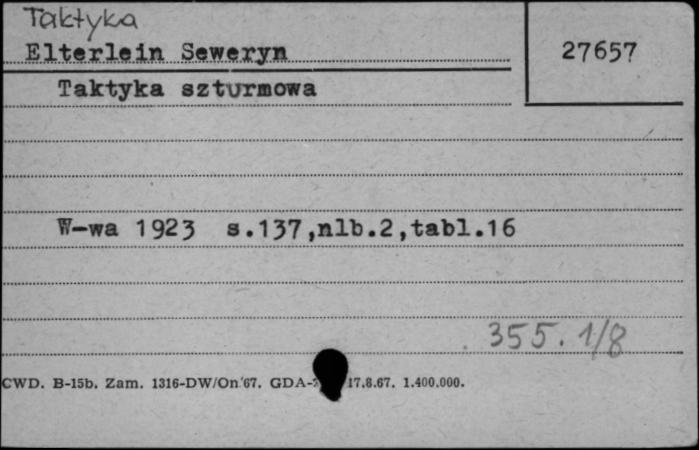 Taktyka
Elterlein Seweryn
27657
Taktyka szturmowa
W-wa 1923 s.137,nlb.2,tabl.16
355.1/8
CWD. B-15b. Zam. 1316-DW/On.'67. GDA- 17.8.67. 1.400.000.